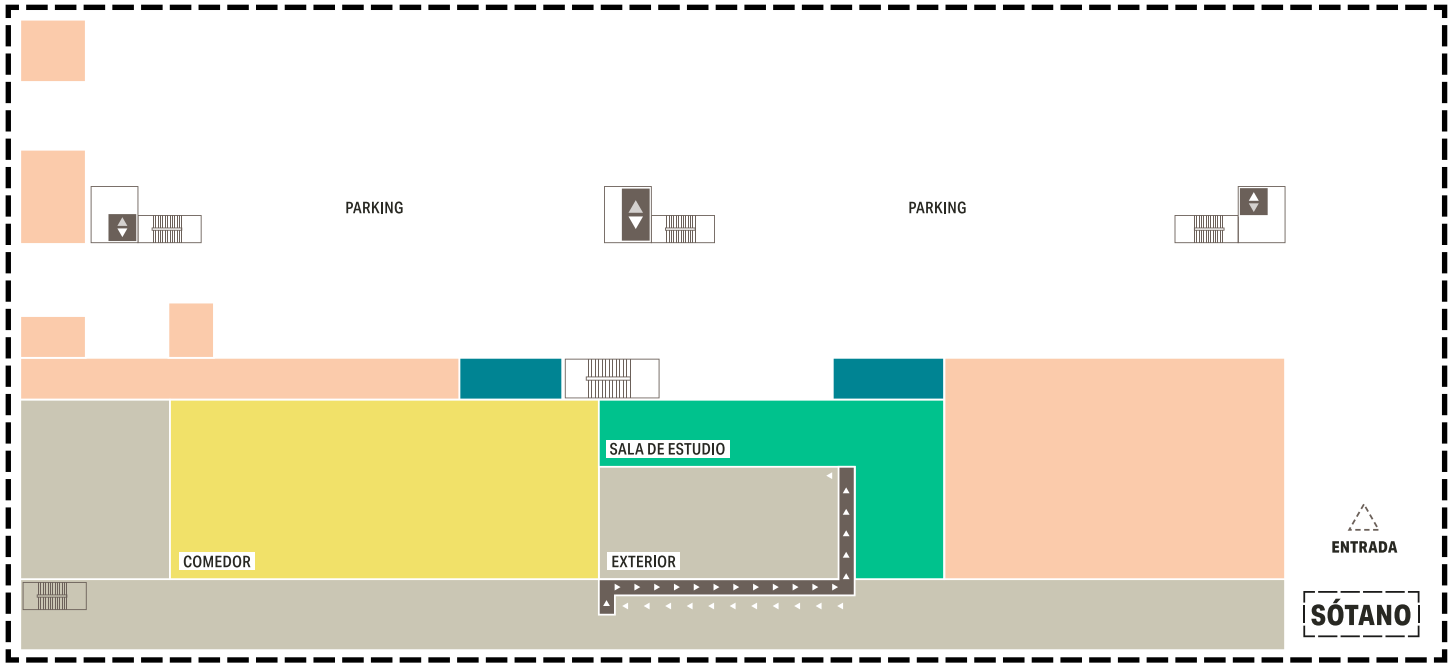 PARKING
PARKING
SALA DE ESTUDIO
COMEDOR
EXTERIOR
ENTRADA
SÓTANO